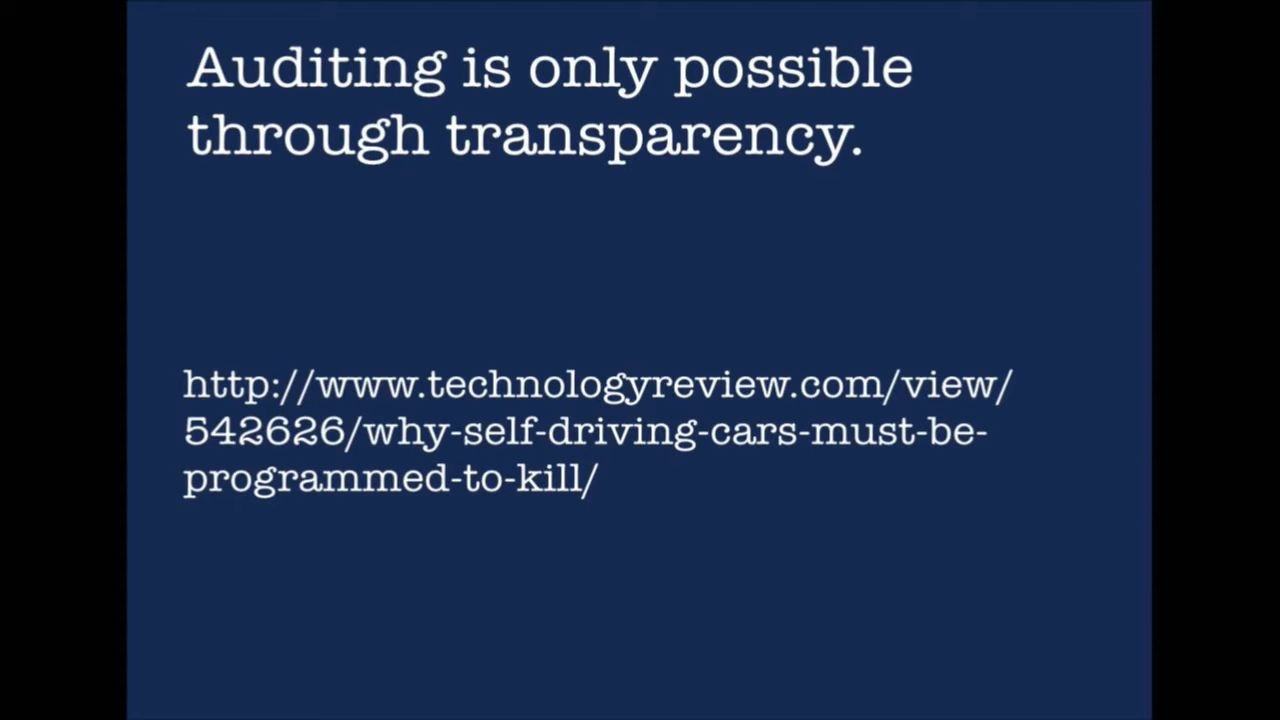 Auditing is only possible
through transparency.
http://www.technologyreview.com/view/
542626/why-self-driving-cars-must-be-
programmed-to-kill/